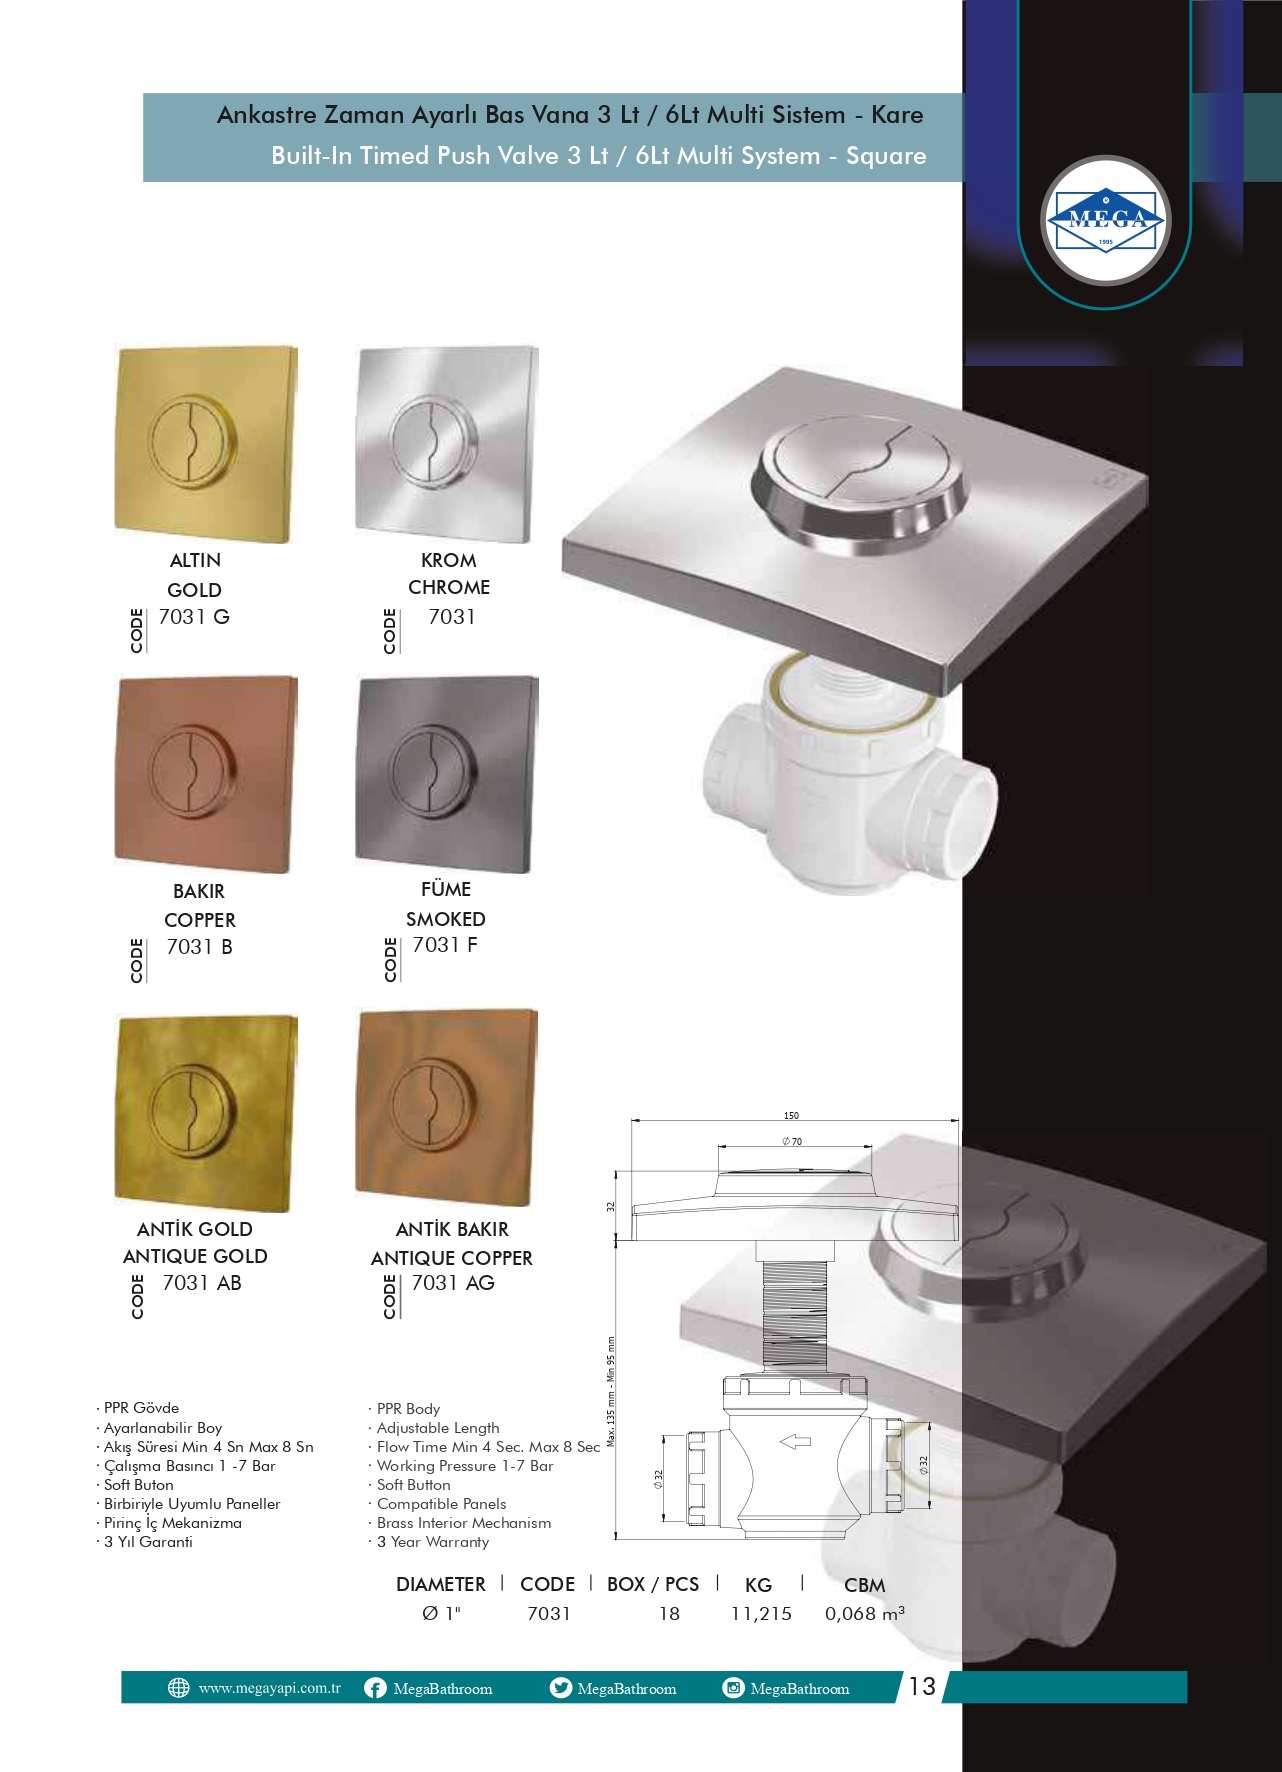 Ankastre Zaman Ayarlı Bas Vana 3 Lt / 6Lt Multi Sistem - Kare
Built-In Timed Push Valve 3 Lt / 6Lt Multi System - Square
MEGA
1995
ALTIN
GOLD
CODE 7031 G
KROM
CHROME
CODE 7031
BAKIR
COPPER
CODE 7031 B
FÜME
SMOKED
CODE 7031 F
ANTİK GOLD
ANTIQUE GOLD
CODE 7031 AB
ANTİK BAKIR
ANTIQUE COPPER
CODE 7031 AG
150
Ø 70
32
Max. 135 mm - Min 95 mm
Ø 32
Ø 32
· PPR Gövde
· Ayarlanabilir Boy
· Akış Süresi Min 4 Sn Max 8 Sn
· Çalışma Basıncı 1 -7 Bar
· Soft Buton
· Birbiriyle Uyumlu Paneller
· Pirinç İç Mekanizma
· 3 Yıl Garanti
· PPR Body
· Adjustable Length
· Flow Time Min 4 Sec. Max 8 Sec
· Working Pressure 1-7 Bar
· Soft Button
· Compatible Panels
· Brass Interior Mechanism
· 3 Year Warranty
DIAMETER | CODE | BOX / PCS | KG | CBM
Ø 1" 7031 18 11,215 0,068 m³
www.megayapi.com.tr MegaBathroom MegaBathroom MegaBathroom 13